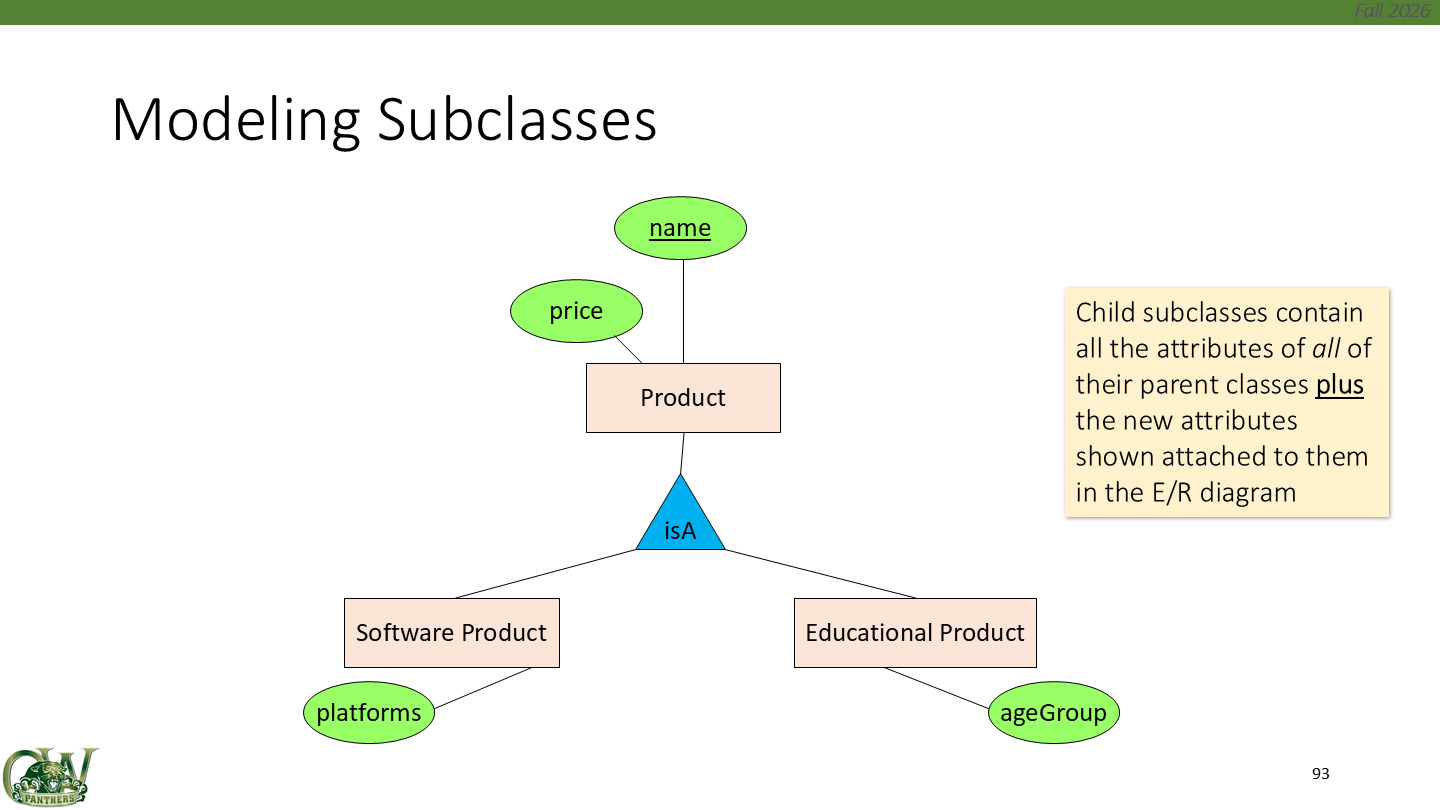 Fall 2026
Modeling Subclasses
name
price
Product
Child subclasses contain
all the attributes of all of
their parent classes plus
the new attributes
shown attached to them
in the E/R diagram
isA
Software Product
Educational Product
platforms
ageGroup
OW
PANTHERS
93